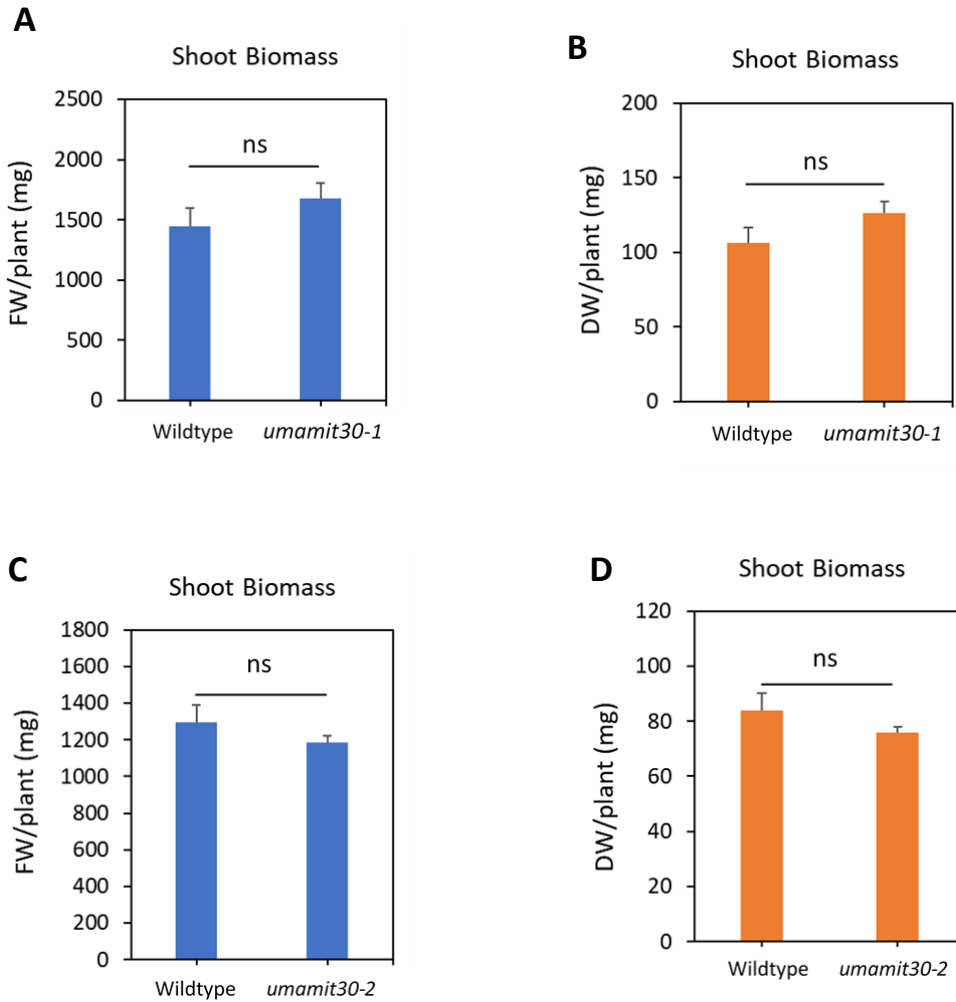 A
Shoot Biomass
FW/plant (mg)
2500
2000
1500
1000
500
0
ns
Wildtype
umamit30-1
B
Shoot Biomass
DW/plant (mg)
200
150
100
50
0
ns
Wildtype
umamit30-1
C
Shoot Biomass
FW/plant (mg)
1800
1600
1400
1200
1000
800
600
400
200
0
ns
Wildtype
umamit30-2
D
Shoot Biomass
DW/plant (mg)
120
100
80
60
40
20
0
ns
Wildtype
umamit30-2